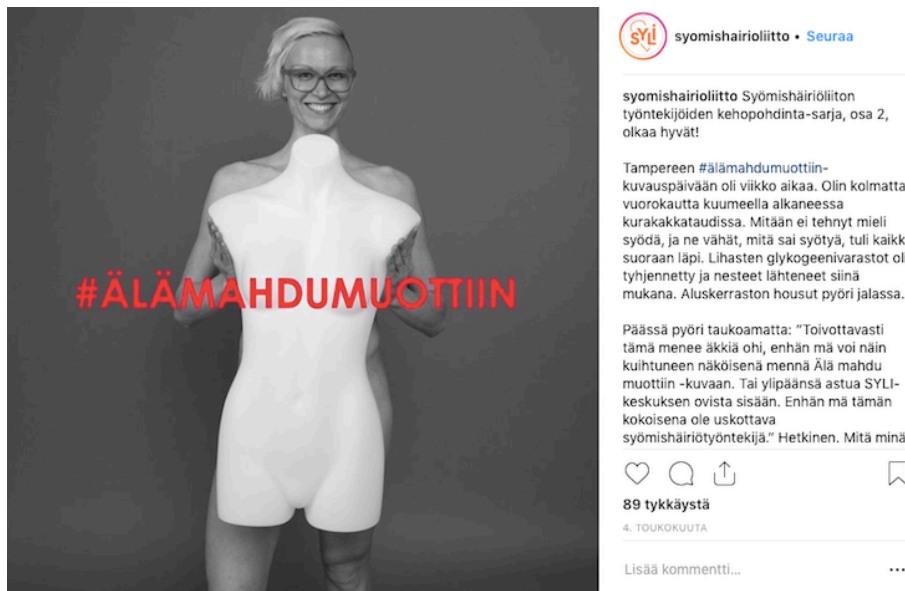 #ÄLÄMAHDUMUOTTIIN
SYLI
syomishairioliitto • Seuraa
syomishairioliitto Syömishäiriöliiton
työntekijöiden kehopohdinta-sarja, osa 2,
olkaa hyvät!
Tampereen #älämahdumuottiin-
kuvauspäivään oli viikko aikaa. Olin kolmatta
vuorokautta kuumeella alkaneessa
kurakakkataudissa. Mitään ei tehnyt mieli
syödä, ja ne vähät, mitä sai syötyä, tuli kaikk
suoraan läpi. Lihasten glykogeenivarastot oli
tyhjennetty ja nesteet lähteneet siinä
mukana. Aluskerraston housut pyöri jalassa.
Päässä pyöri taukoamatta: "Toivottavasti
tämä menee äkkiä ohi, enhän mä voi näin
kuihtuneen näköisenä mennä Älä mahdu
muottiin -kuvaan. Tai ylipäänsä astua SYLI-
keskuksen ovista sisään. Enhän mä tämän
kokoisena ole uskottava
syömishäiriötyöntekijä." Hetkinen. Mitä minä
89 tykkäystä
4. TOUKOKUUTA
Lisää kommentti...